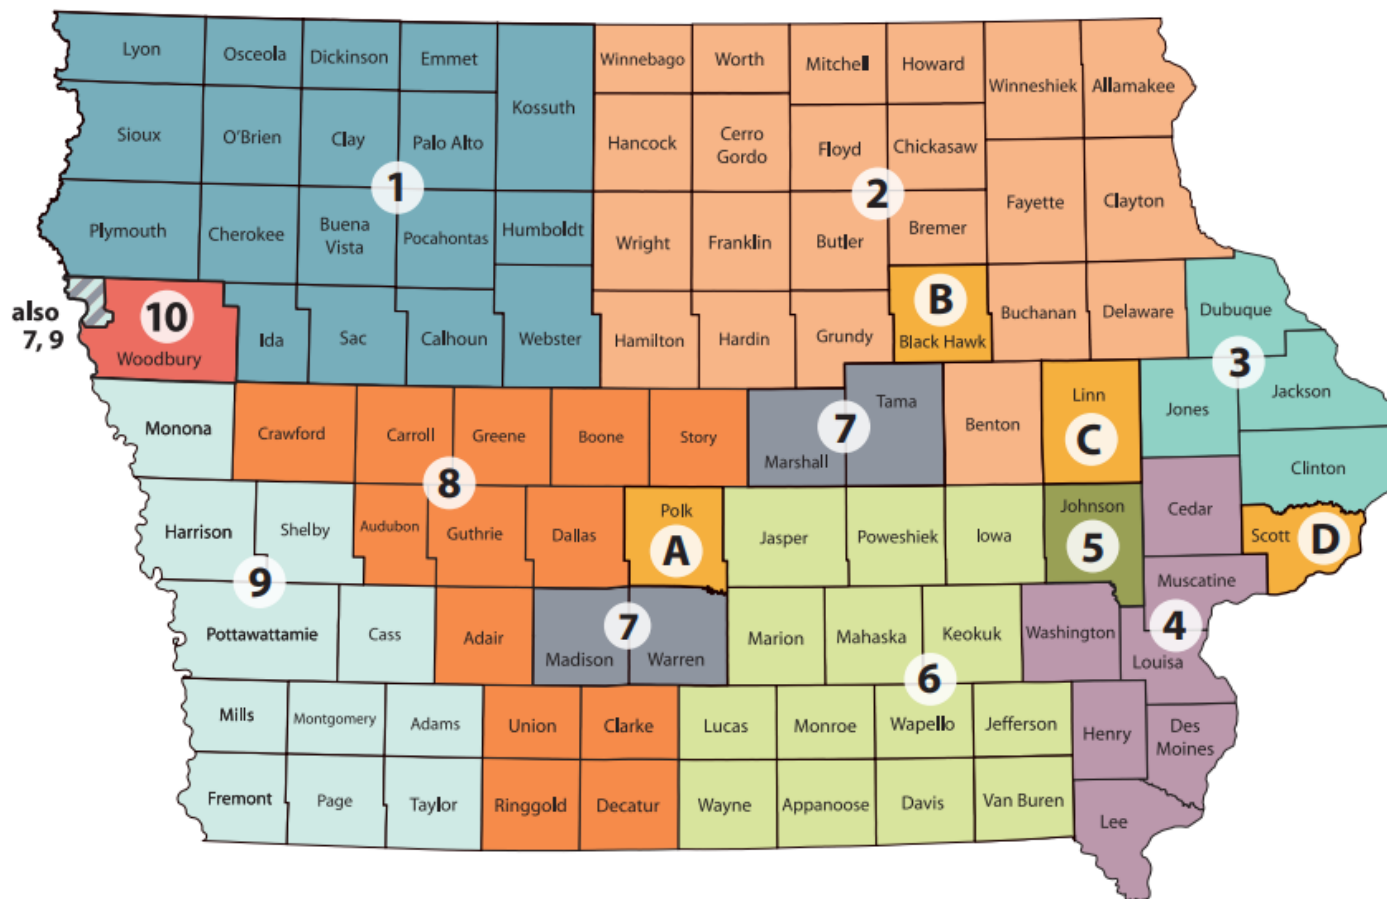 Lyon
Osceola
Dickinson
Emmet
Kossuth
Winnebago
Worth
Mitchell
Howard
Winneshiek
Allamakee
Sioux
O'Brien
Clay
Palo Alto
Hancock
Cerro
Gordo
Floyd
Chickasaw
1
2
Fayette
Clayton
Plymouth
Cherokee
Buena
Vista
Pocahontas
Humboldt
Wright
Franklin
Butler
Bremer
also
7, 9
10
Woodbury
Ida
Sac
Calhoun
Webster
Hamilton
Hardin
Grundy
B
Black Hawk
Buchanan
Delaware
Dubuque
3
Monona
Crawford
Carroll
Greene
Boone
Story
7
Marshall
Tama
Benton
Linn
C
Jones
Jackson
Clinton
8
Harrison
Shelby
Audubon
Guthrie
Dallas
Polk
A
Jasper
Poweshiek
Iowa
Johnson
5
Cedar
Scott
D
Muscatine
9
Pottawattamie
Cass
Adair
7
Madison
Warren
Marion
Mahaska
Keokuk
Washington
4
Louisa
6
Mills
Montgomery
Adams
Union
Clarke
Lucas
Monroe
Wapello
Jefferson
Henry
Des
Moines
Fremont
Page
Taylor
Ringgold
Decatur
Wayne
Appanoose
Davis
Van Buren
Lee